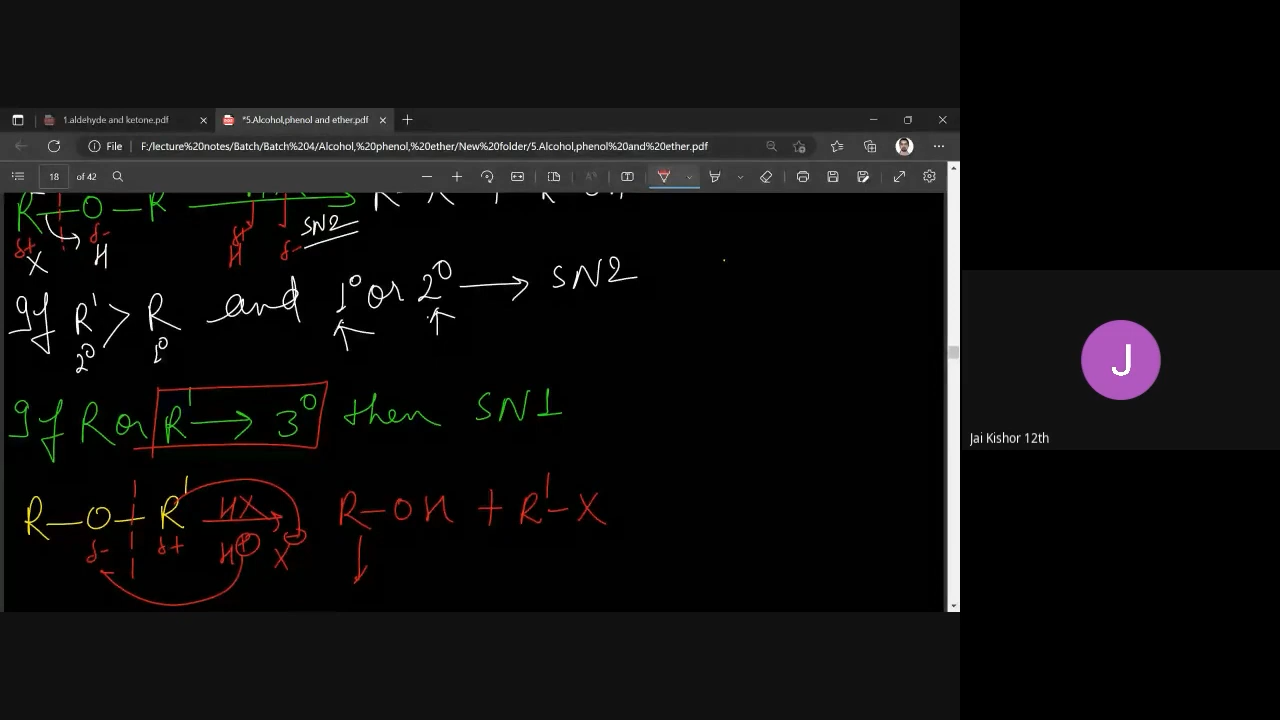 1.aldehyde and ketone.pdf
*5.Alcohol,phenol and ether.pdf
File
F:/lecture%20notes/Batch/Batch%204/Alcohol,%20phenol,%20ether/New%20folder/5.Alcohol,phenol%20and%20ether.pdf
18 of 42
R — O — R
SN2
δ+ δ- δ+ δ-
X H H
If R' > R and 1° or 2° → SN2
2° 1°
If R or R' → 3° then SN1
R — O — R' HX R — OH + R' — X
δ- δ+ H⊕ X
J
Jai Kishor 12th